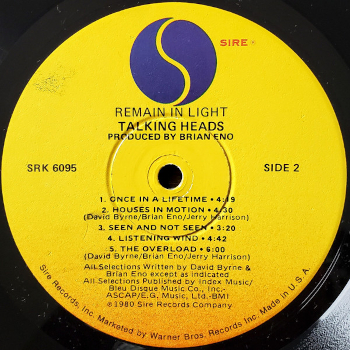 SIRE ®
REMAIN IN LIGHT
TALKING HEADS
PRODUCED BY BRIAN ENO
SRK 6095
SIDE 2
1. ONCE IN A LIFETIME • 4:19
2. HOUSES IN MOTION • 4:30
(David Byrne/Brian Eno/Jerry Harrison)
3. SEEN AND NOT SEEN • 3:20
4. LISTENING WIND • 4:42
5. THE OVERLOAD • 6:00
(David Byrne/Brian Eno/Jerry Harrison)
All Selections Written by David Byrne &
Brian Eno except as indicated
All Selections Published by Index Music/
Bleu Disque Music Co., Inc.-
ASCAP/E.G. Music, Ltd.-BMI)
℗1980 Sire Records Company
Sire Records, Inc. Marketed by Warner Bros. Records Inc. Made in U.S.A.